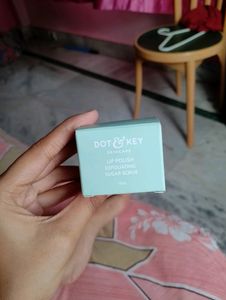 DOT & KEY
SKINCARE
LIP POLISH
EXFOLIATING
SUGAR SCRUB